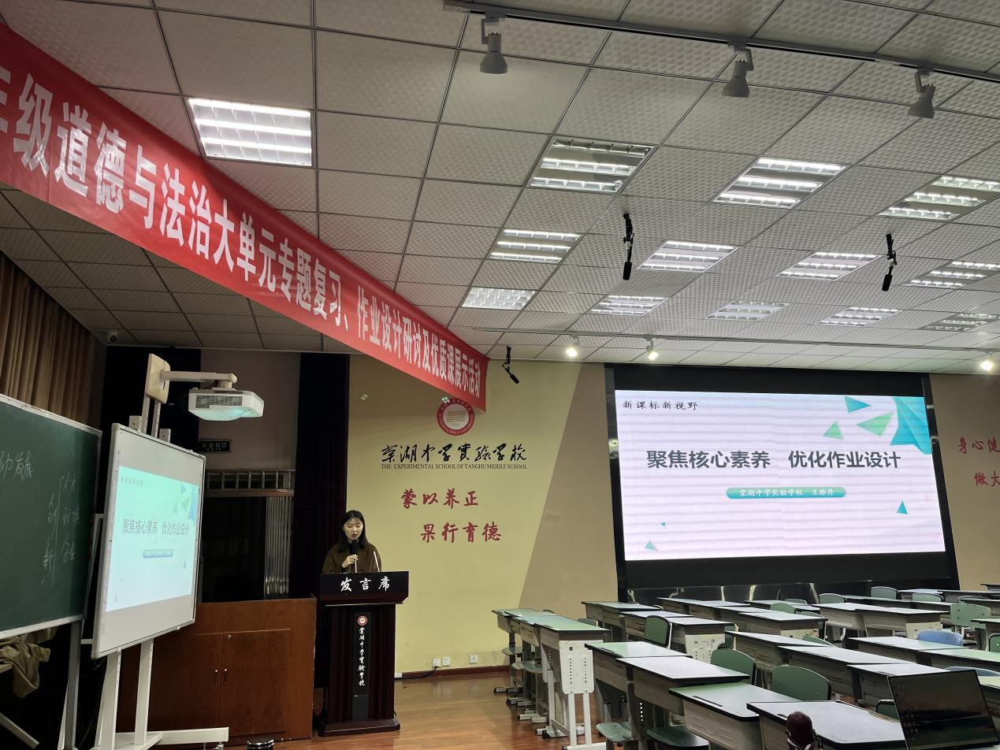 年级道德与法治大单元专题复习、作业设计研讨及优质课展示活动
新课标新视野
聚焦核心素养 优化作业设计
棠湖中学实验学校 王雅丹
棠湖中学实验学校
THE EXPERIMENTAL SCHOOL OF TANGHU MIDDLE SCHOOL
蒙以养正
果行育德
身心健
做大
聚焦核心素养 优化作业设计
发言席
棠湖中学实验学校